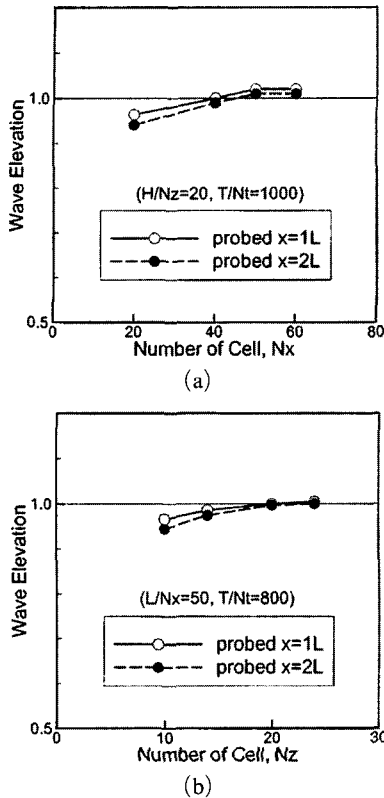 1.0
Wave Elevation
(H/Nz=20, T/Nt=1000)
probed x=1L
probed x=2L
0.5
0 20 40 60 80
Number of Cell, Nx
(a)
1.0
Wave Elevation
(L/Nx=50, T/Nt=800)
probed x=1L
probed x=2L
0.5
0 10 20 30
Number of Cell, Nz
(b)